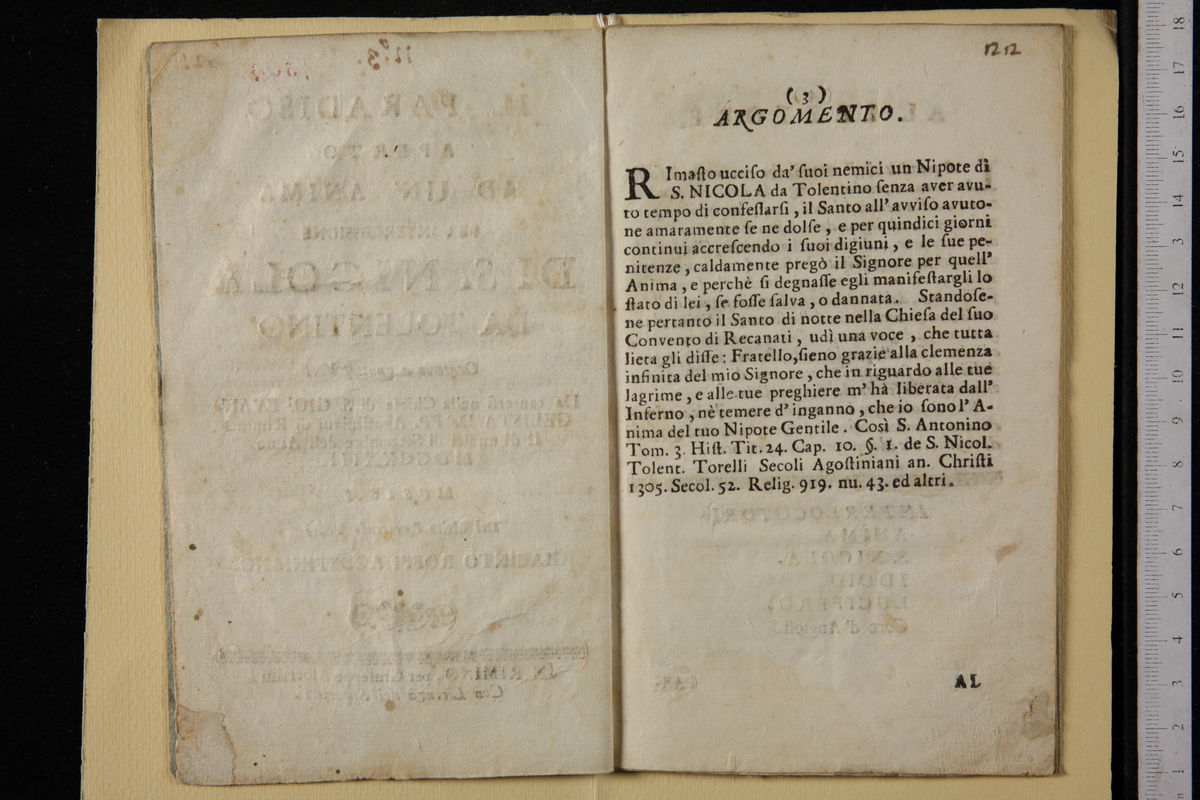 1212
(3)
ARGOMENTO.
RImaſto ucciſo da' ſuoi nemici un Nipote di
S. NICOLA da Tolentino ſenza aver avu-
to tempo di confeſſarſi, il Santo all' avviſo avuto-
ne amaramente ſe ne dolſe, e per quindici giorni
continui accreſcendo i ſuoi digiuni, e le ſue pe-
nitenze, caldamente pregò il Signore per quell'
Anima, e perchè ſi degnaſſe egli manifeſtargli lo
ſtato di lei, ſe foſſe ſalva, o dannata. Standoſe-
ne pertanto il Santo di notte nella Chieſa del ſuo
Convento di Recanati, udì una voce, che tutta
lieta gli diſſe: Fratello, ſieno grazie alla clemenza
infinita del mio Signore, che in riguardo alle tue
lagrime, e alle tue preghiere m' hà liberata dall'
Inferno, nè temere d' inganno, che io ſono l' A-
nima del tuo Nipote Gentile. Così S. Antonino
Tom. 3. Hiſt. Tit. 24. Cap. 10. §. 1. de S. Nicol.
Tolent. Torelli Secoli Agoſtiniani an. Chriſti
1305. Secol. 52. Relig. 919. nu. 43. ed altri.
AL